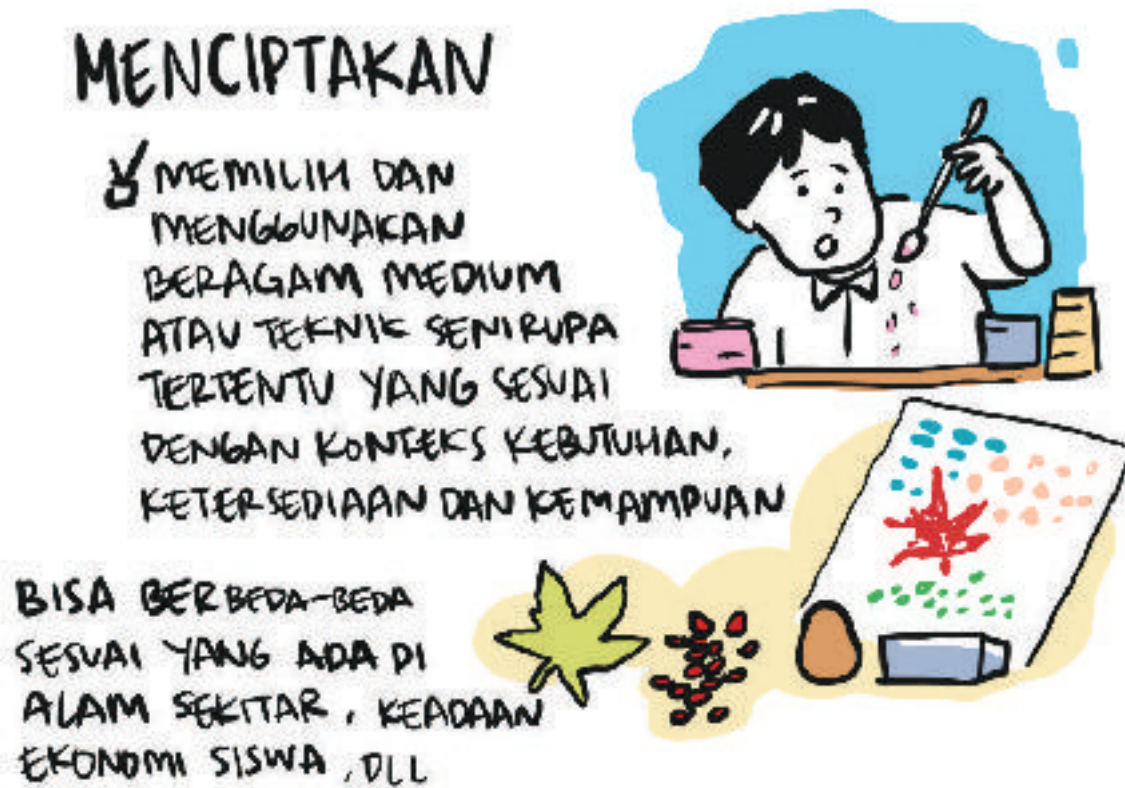 MENCIPTAKAN
MEMILIH DAN
MENGGUNAKAN
BERAGAM MEDIUM
ATAU TEKNIK SENIRUPA
TERTENTU YANG SESUAI
DENGAN KONTEKS KEBUTUHAN,
KETERSEDIAAN DAN KEMAMPUAN
BISA BERBEDA-BEDA
SESUAI YANG ADA DI
ALAM SEKITAR, KEADAAN
EKONOMI SISWA, DLL